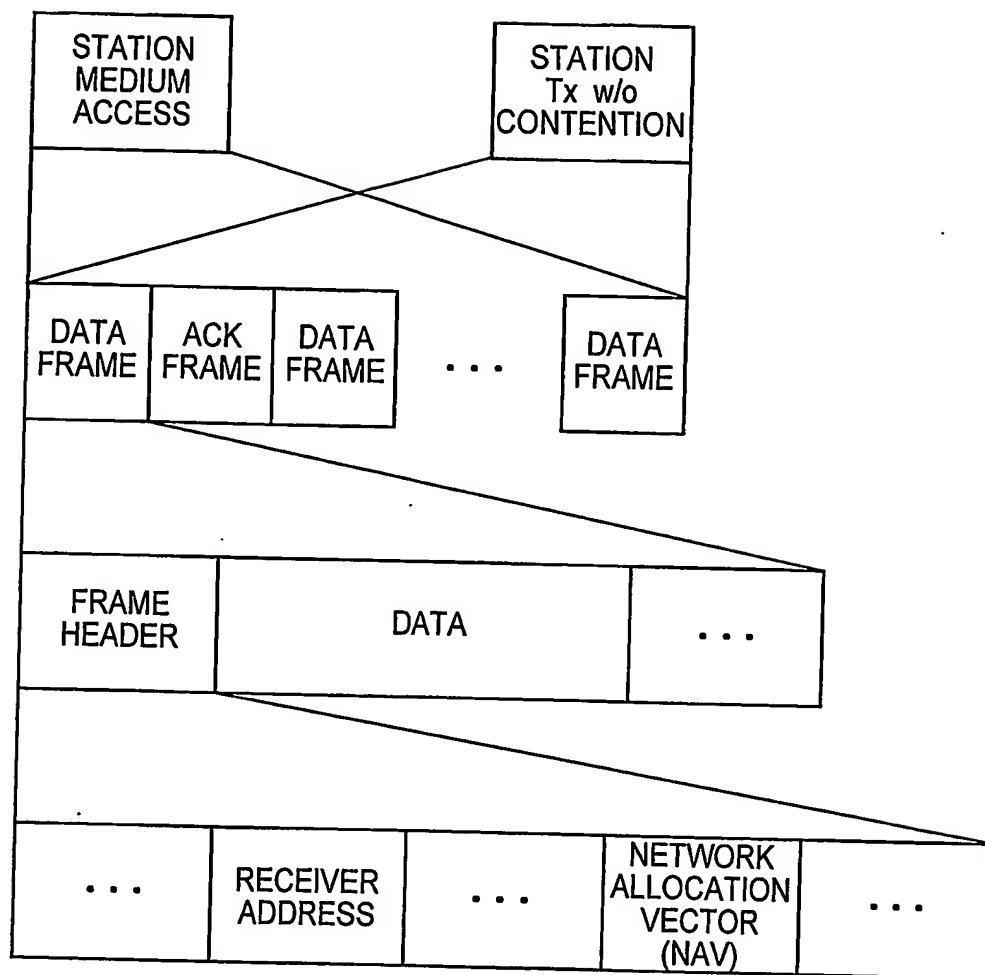 STATION
MEDIUM
ACCESS
STATION
Tx w/o
CONTENTION
DATA
FRAME
ACK
FRAME
DATA
FRAME
...
DATA
FRAME
FRAME
HEADER
DATA
...
...
RECEIVER
ADDRESS
...
NETWORK
ALLOCATION
VECTOR
(NAV)
...